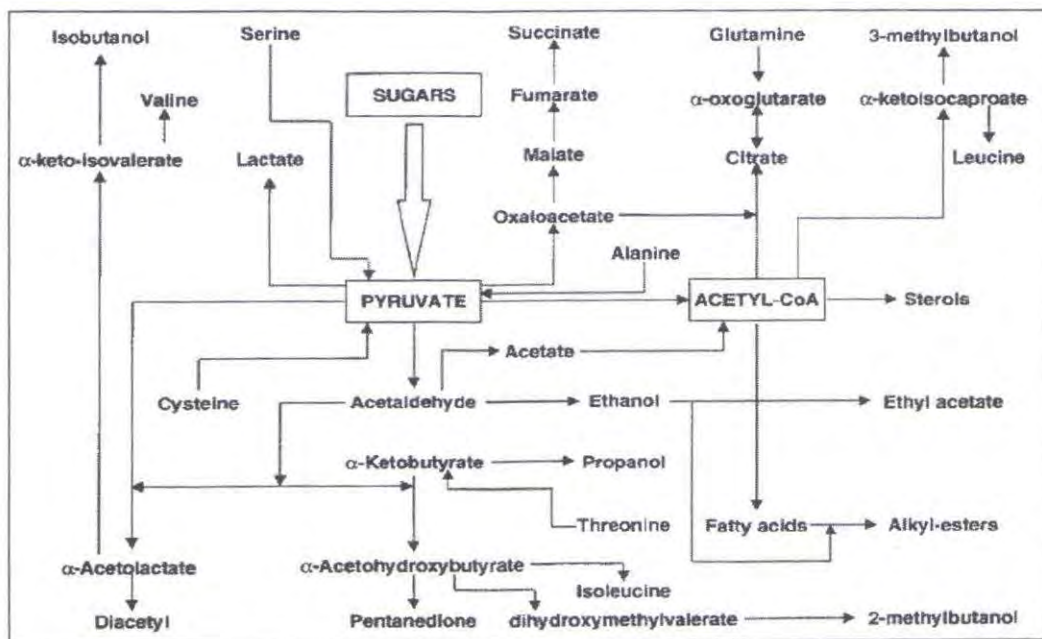 Isobutanol Serine Succinate Glutamine 3-methylbutanol
SUGARS
Valine Fumarate α-oxoglutarate α-ketoisocaproate
α-keto-isovalerate Lactate Malate Citrate Leucine
Oxaloacetate
Alanine
PYRUVATE ACETYL-CoA Sterols
Acetate
Cysteine Acetaldehyde Ethanol Ethyl acetate
α-Ketobutyrate Propanol
Threonine Fatty acids Alkyl-esters
α-Acetolactate α-Acetohydroxybutyrate
Isoleucine
Diacetyl Pentanedione dihydroxymethylvalerate 2-methylbutanol